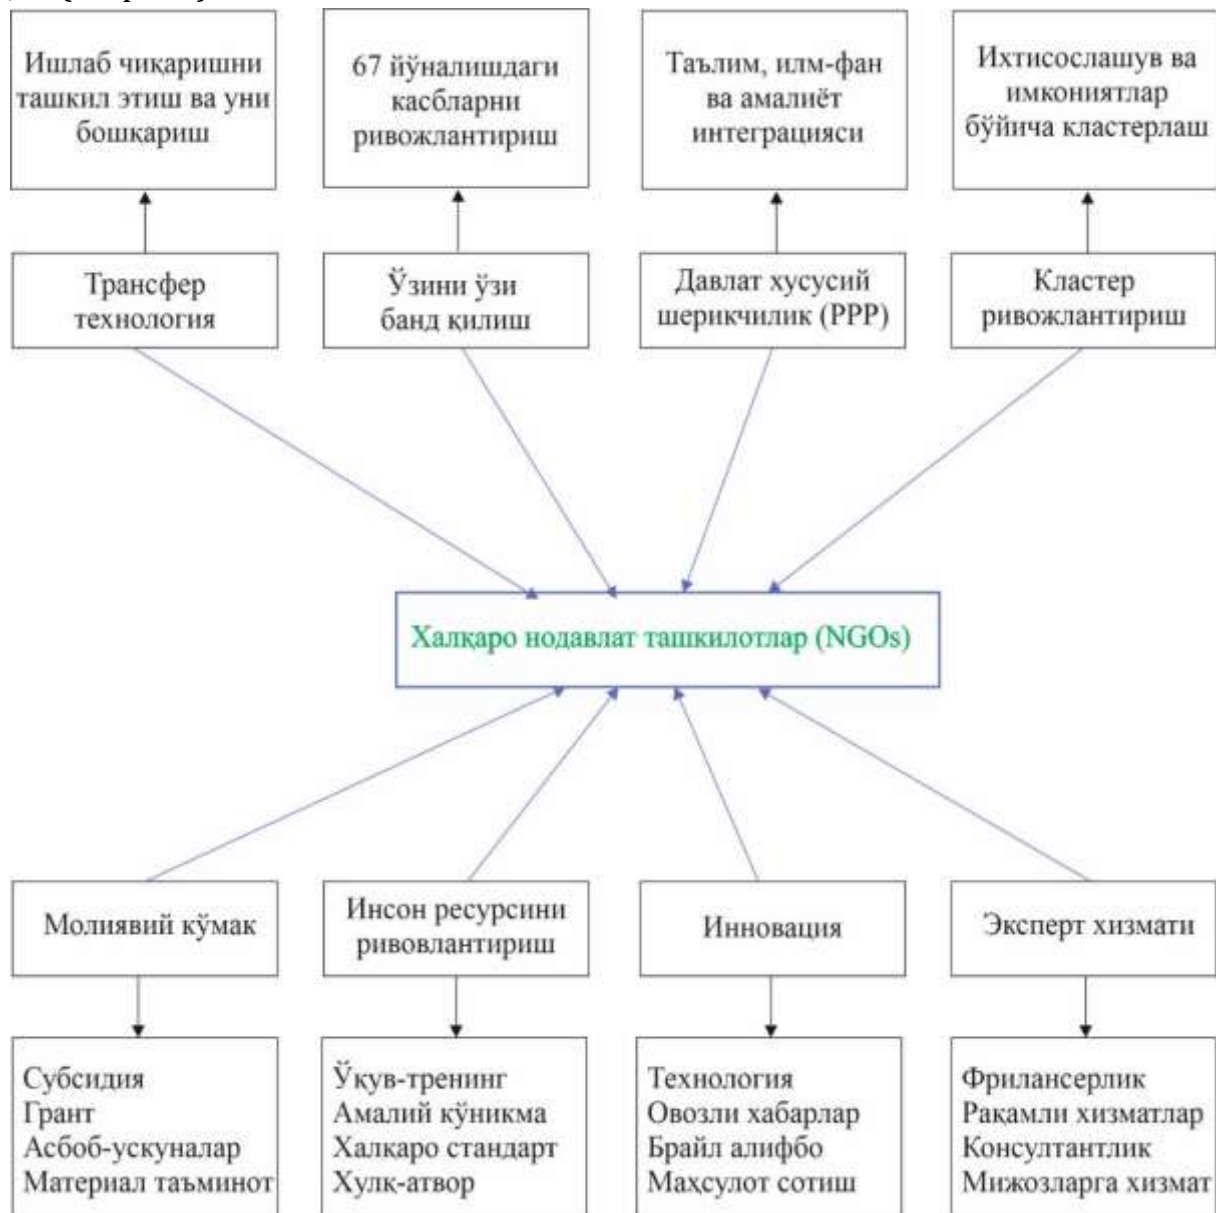 Ишлаб чиқаришни
ташкил этиш ва уни
бошқариш
67 йўналишдаги
касбларни
ривожлантириш
Таълим, илм-фан
ва амалиёт
интеграцияси
Ихтисослашув ва
имкониятлар
бўйича кластерлаш
Трансфер
технология
Ўзини ўзи
банд қилиш
Давлат хусусий
шерикчилик (PPP)
Кластер
ривожлантириш
Халқаро нодавлат ташкилотлар (NGOs)
Молиявий кўмак
Инсон ресурсини
ривовлантириш
Инновация
Эксперт хизмати
Субсидия
Грант
Асбоб-ускуналар
Материал таъминот
Ўқув-тренинг
Амалий кўникма
Халқаро стандарт
Хулқ-атвор
Технология
Овозли хабарлар
Брайл алифбо
Маҳсулот сотиш
Фрилансерлик
Рақамли хизматлар
Консултантлик
Мижозларга хизмат